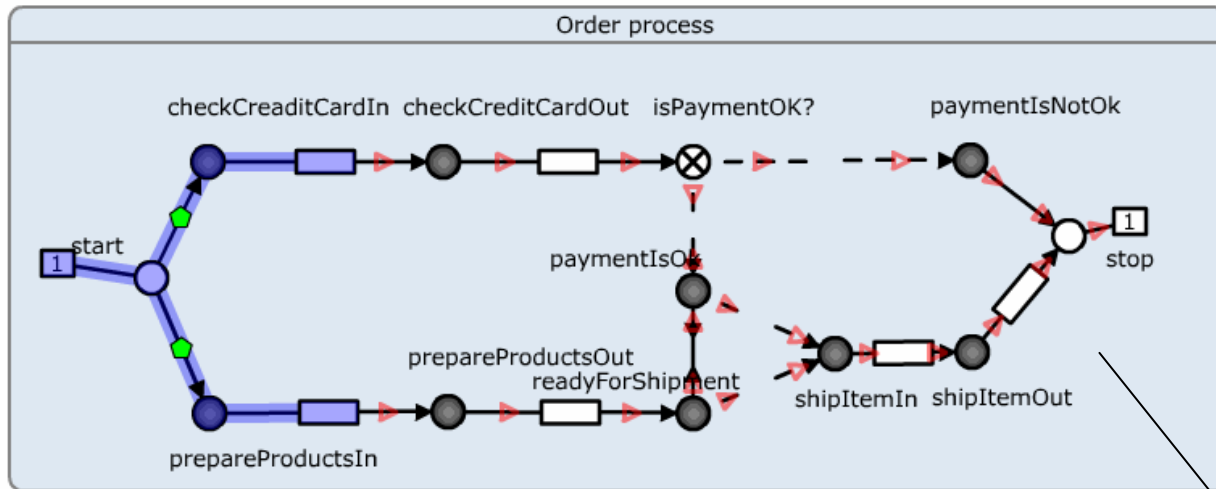 Order process
checkCreaditCardIn
checkCreditCardOut
isPaymentOK?
paymentIsNotOk
start
1
1
stop
paymentIsOk
prepareProductsOut
readyForShipment
shipItemIn
shipItemOut
prepareProductsIn